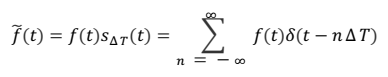 f̃(t) = f(t)s_{ΔT}(t) = ∑_{n = -∞}^{∞} f(t)δ(t − nΔT)